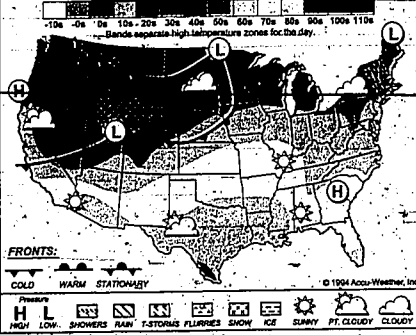 -10s -0s 0s 10s 20s 30s 40s 50s 60s 70s 80s 90s 100s 110s
Bands separate high temperature zones for the day.
L
L
H
L
H
FRONTS:
COLD WARM STATIONARY
© 1994 Accu-Weather, Inc
Pressure
H L
HIGH LOW SHOWERS RAIN T-STORMS FLURRIES SNOW ICE SUNNY PT. CLOUDY CLOUDY